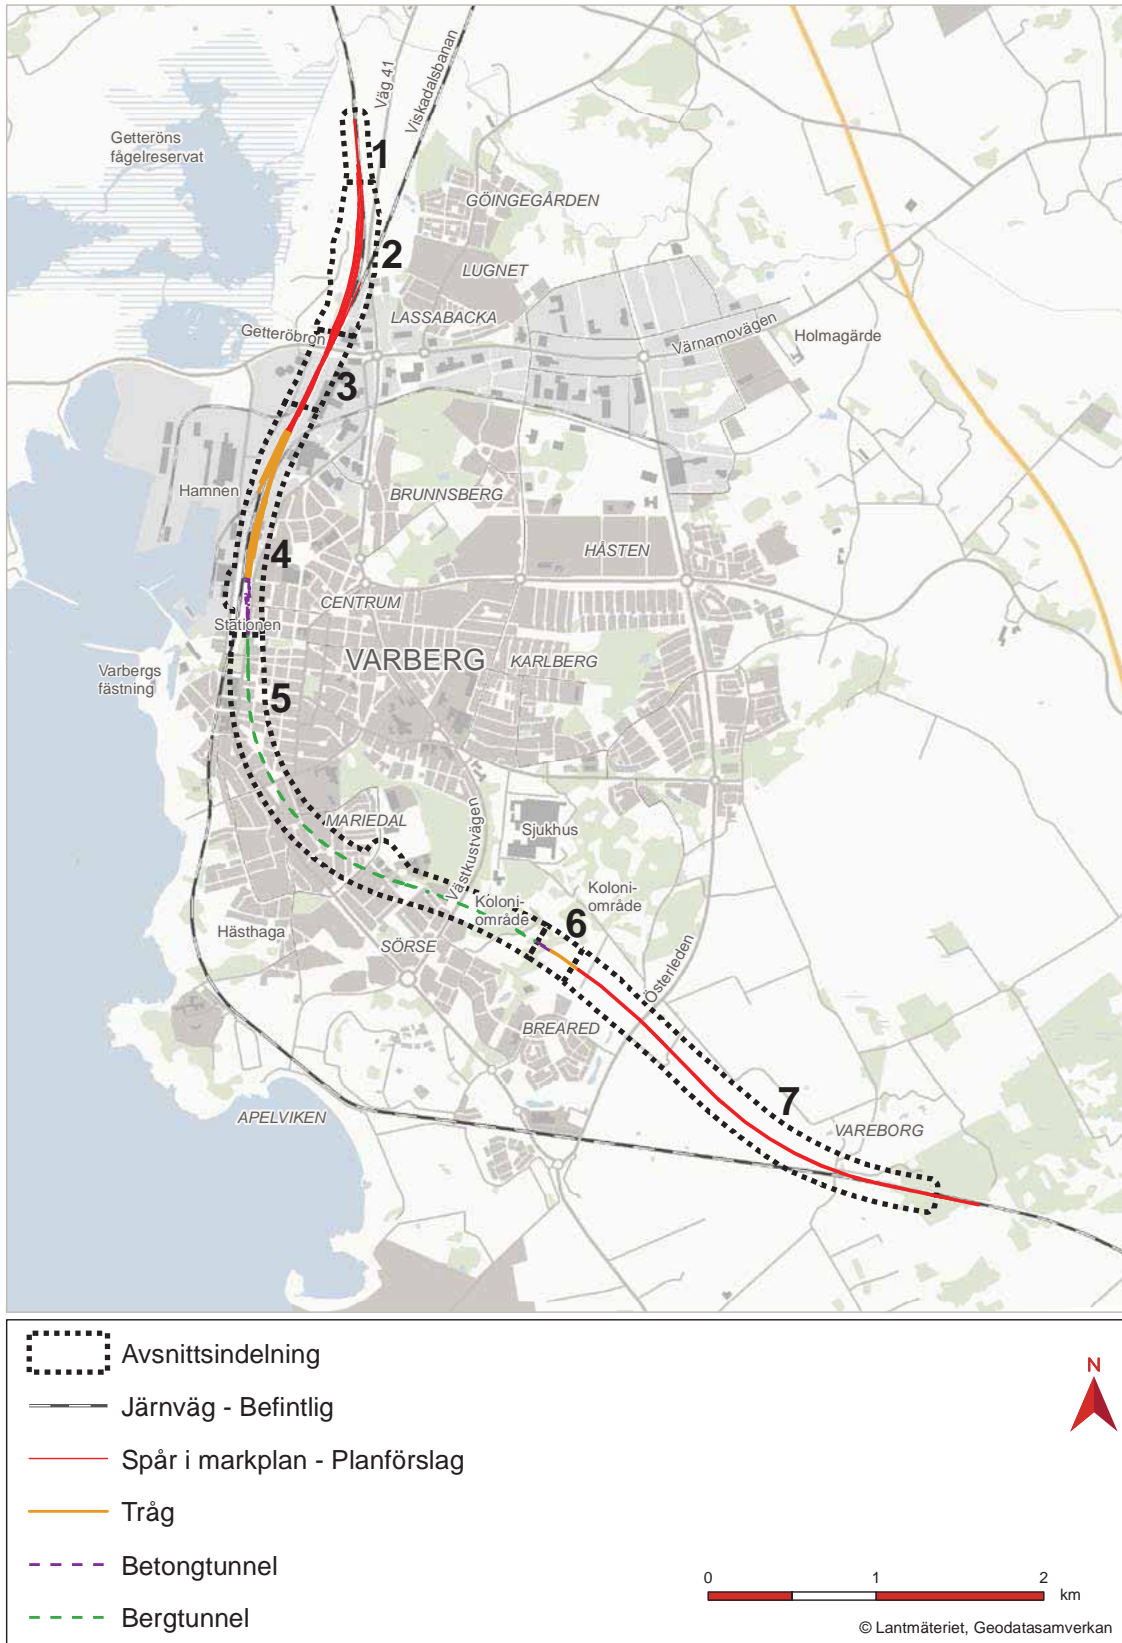 Väg 41
Viskadalsbanan
Getteröns
fågelreservat
1
GÖINGEGÅRDEN
2
LUGNET
LASSABACKA
Getteröbron
Värnamovägen
Holmagärde
3
Hamnen
BRUNNSBERG
4
HÅSTEN
CENTRUM
Stationen
VARBERG
KARLBERG
Varbergs
fästning
5
MARIEDAL
Västkustvägen
Sjukhus
Koloni-
område
Koloni-
område
6
Hästhaga
SÖRSE
Österleden
BREARED
7
APELVIKEN
VAREBORG
Avsnittsindelning
Järnväg - Befintlig
Spår i markplan - Planförslag
Tråg
Betongtunnel
Bergtunnel
N
0 1 2
km
© Lantmäteriet, Geodatasamverkan